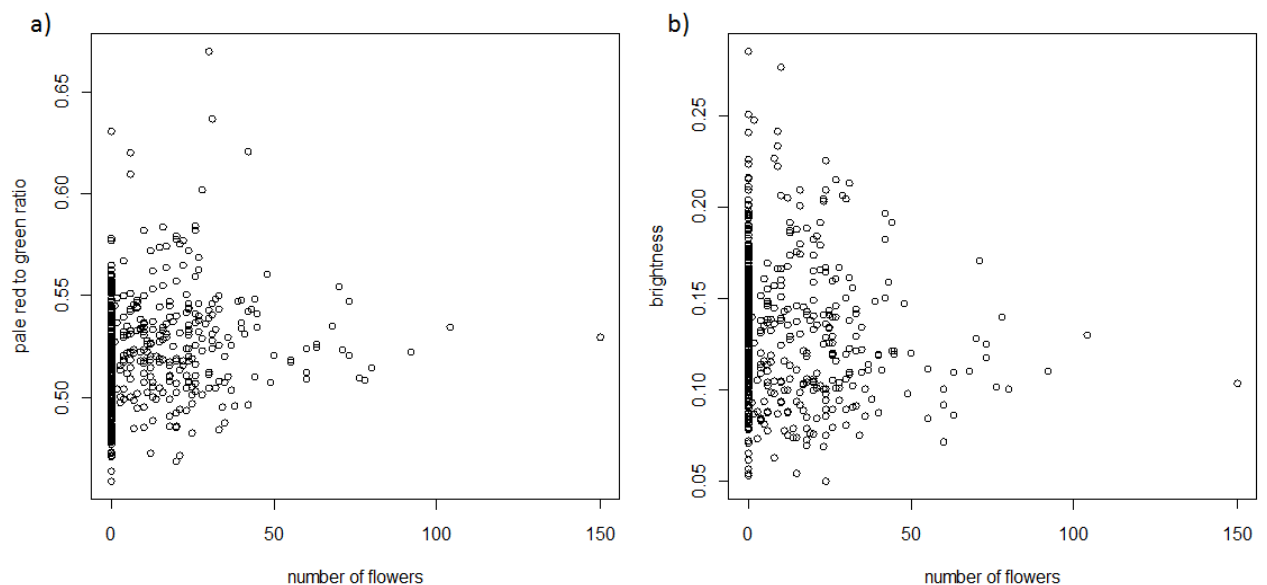 a)
pale red to green ratio
0.65
0.60
0.55
0.50
0
50
100
150
number of flowers
b)
brightness
0.25
0.20
0.15
0.10
0.05
0
50
100
150
number of flowers